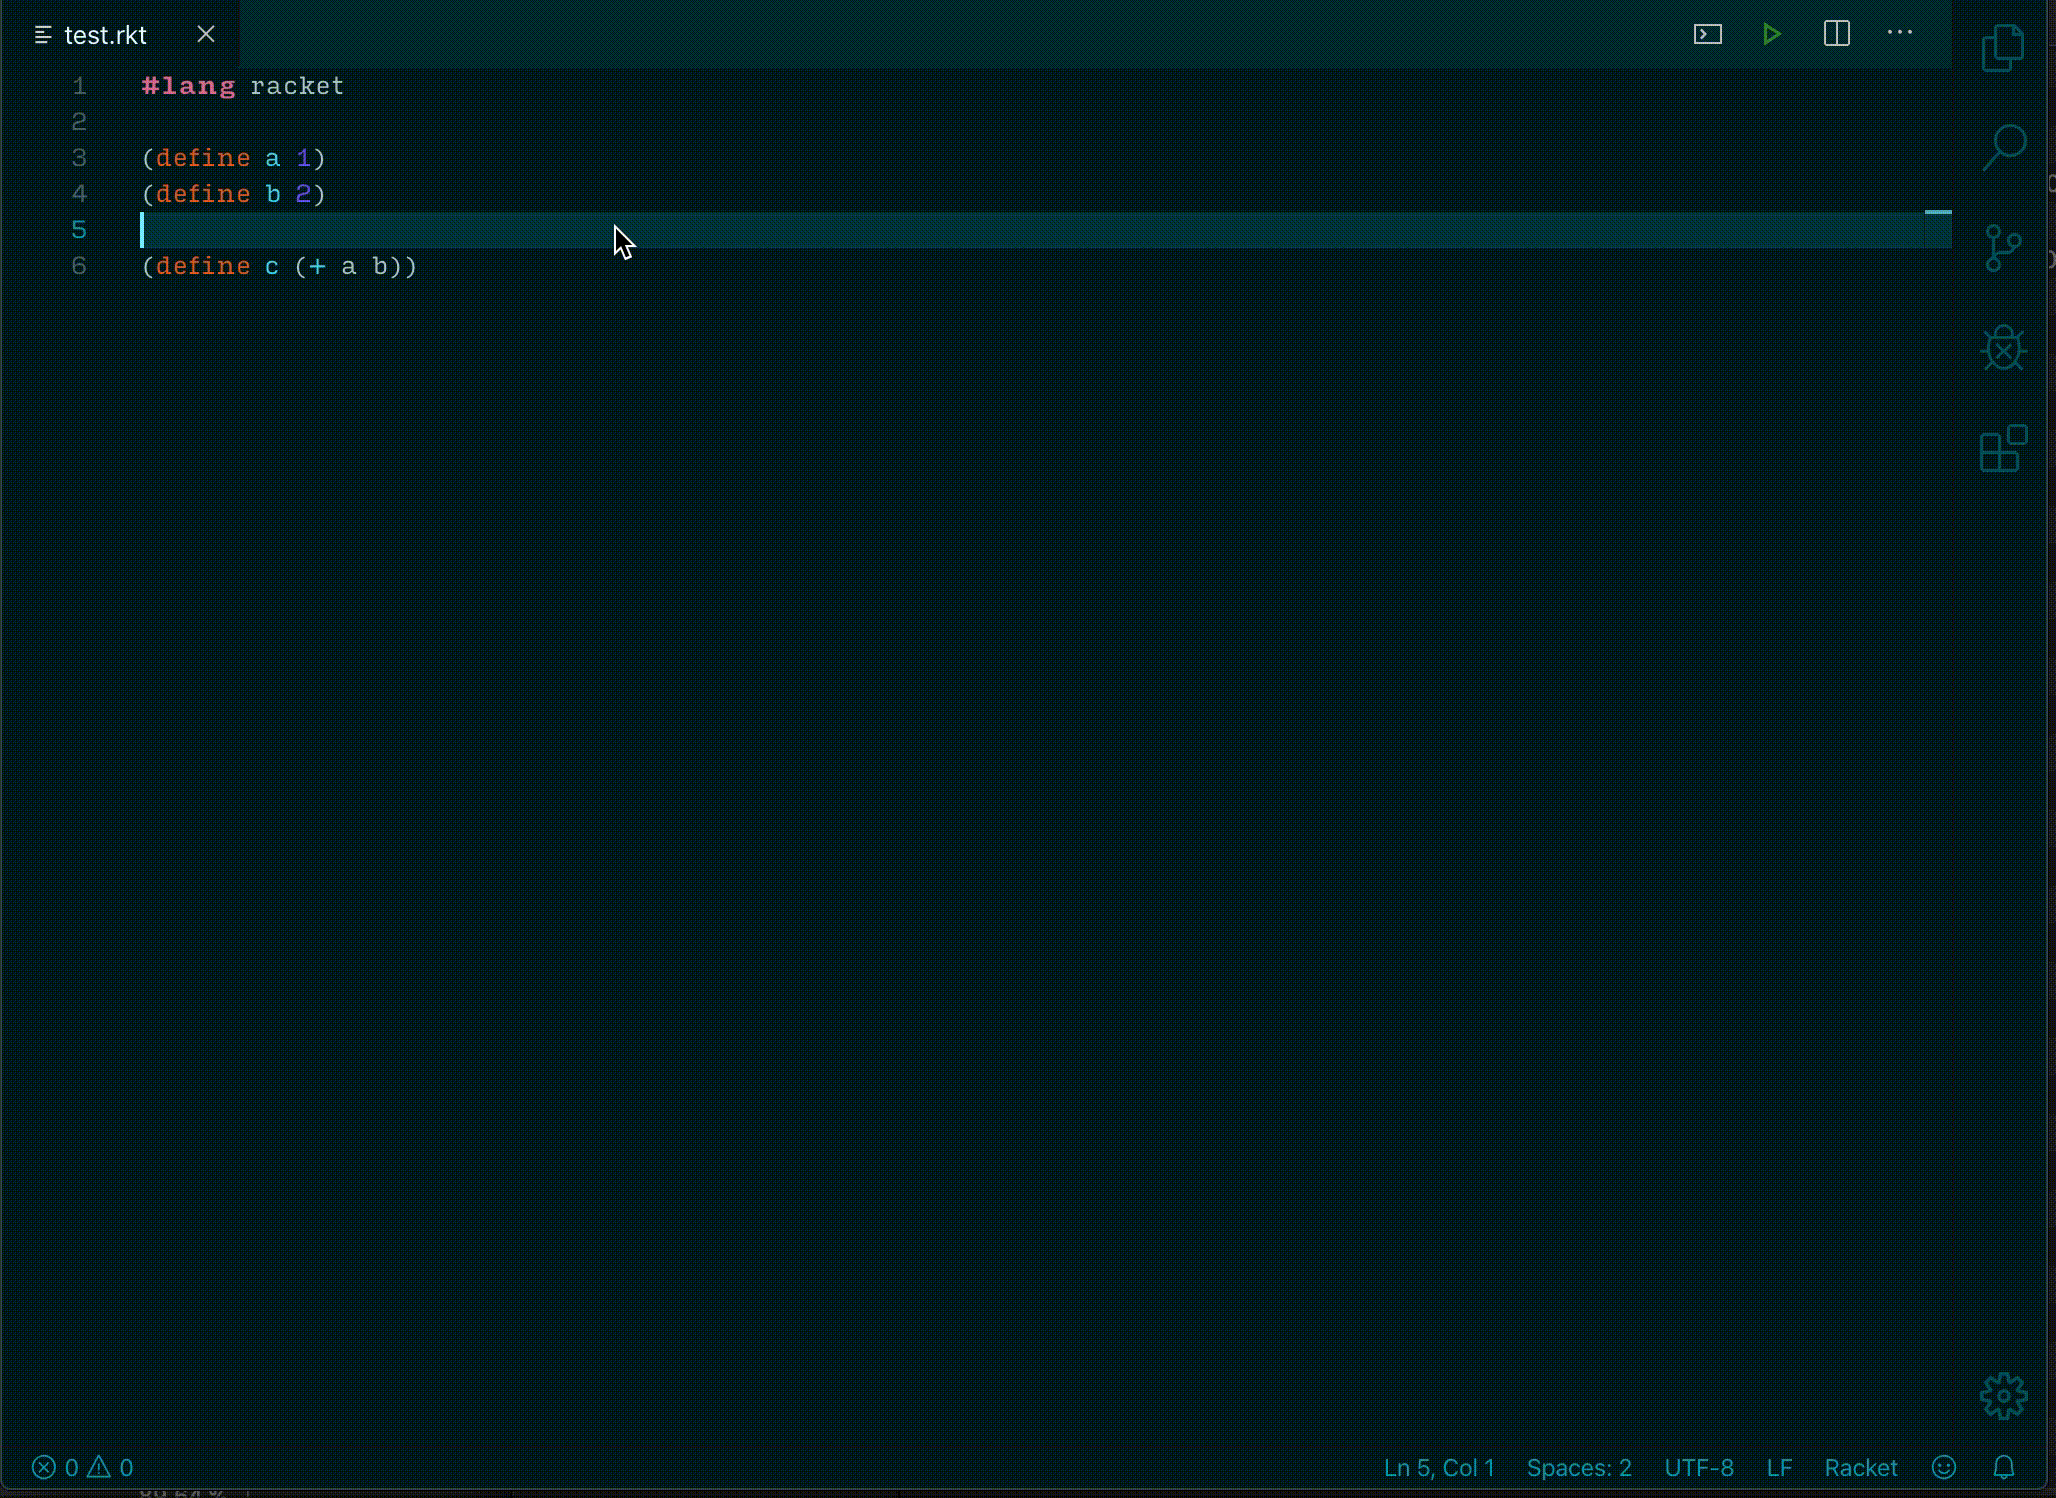 test.rkt
1 #lang racket
2
3 (define a 1)
4 (define b 2)
5
6 (define c (+ a b))
0 0 Ln 5, Col 1 Spaces: 2 UTF-8 LF Racket